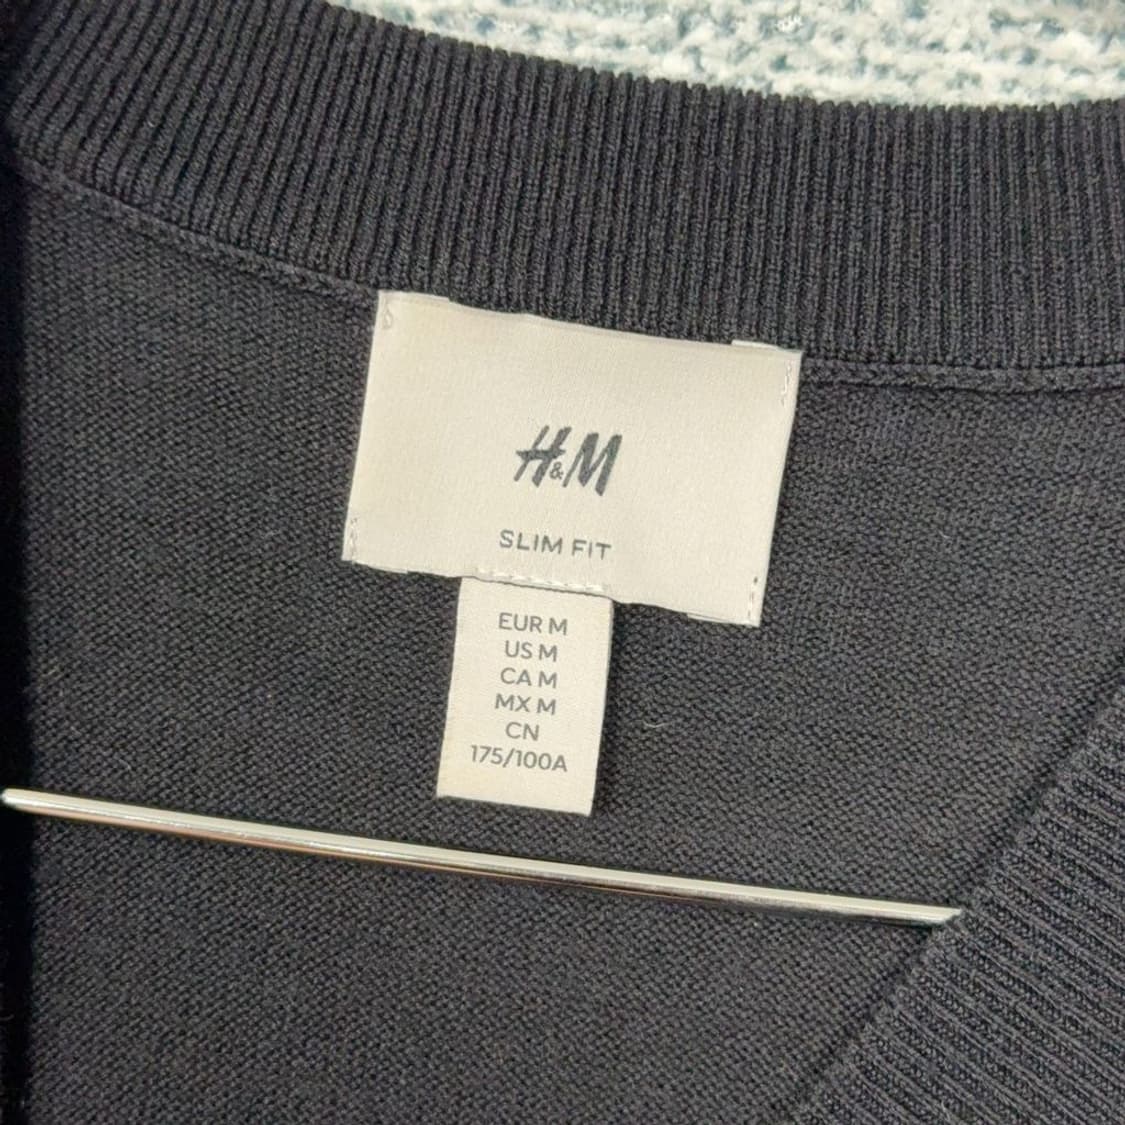 H&M
SLIM FIT
EUR M
US M
CA M
MX M
CN
175/100A